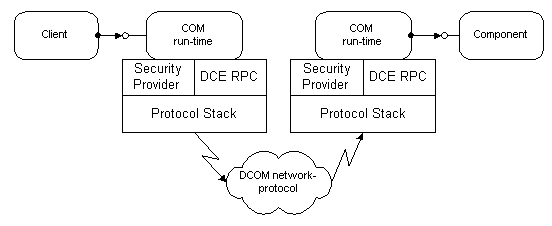 Client
COM
run-time
Security
Provider
DCE RPC
Protocol Stack
COM
run-time
Component
Security
Provider
DCE RPC
Protocol Stack
DCOM network-
protocol